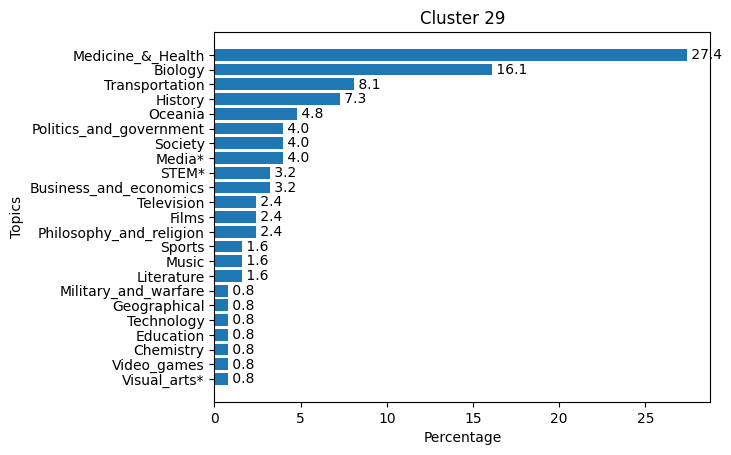 Cluster 29
Medicine_&_Health 27.4
Biology 16.1
Transportation 8.1
History 7.3
Oceania 4.8
Politics_and_government 4.0
Society 4.0
Media* 4.0
STEM* 3.2
Business_and_economics 3.2
Television 2.4
Films 2.4
Philosophy_and_religion 2.4
Sports 1.6
Music 1.6
Literature 1.6
Military_and_warfare 0.8
Geographical 0.8
Technology 0.8
Education 0.8
Chemistry 0.8
Video_games 0.8
Visual_arts* 0.8
Topics
0 5 10 15 20 25
Percentage